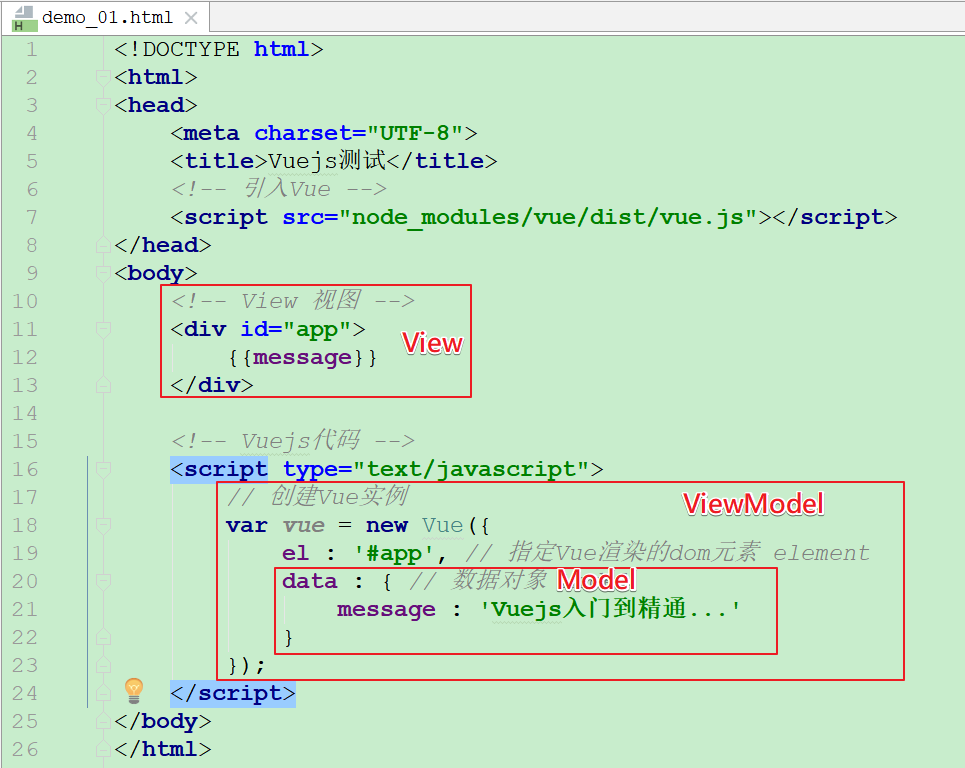 demo_01.html
1 <!DOCTYPE html>
2 <html>
3 <head>
4 <meta charset="UTF-8">
5 <title>Vuejs测试</title>
6 <!-- 引入Vue -->
7 <script src="node_modules/vue/dist/vue.js"></script>
8 </head>
9 <body>
10 <!-- View 视图 -->
11 <div id="app">
View
12 {{message}}
13 </div>
14
15 <!-- Vuejs代码 -->
16 <script type="text/javascript">
17 // 创建Vue实例
ViewModel
18 var vue = new Vue({
19 el : '#app', // 指定Vue渲染的dom元素 element
20 data : { // 数据对象 Model
21 message : 'Vuejs入门到精通...'
22 }
23 });
24 </script>
25 </body>
26 </html>